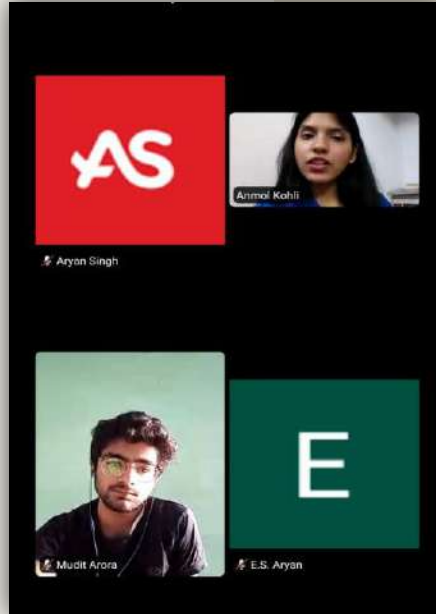 AS
Anmol Kohli
Aryan Singh
E
Mudit Arora
E.S. Aryan